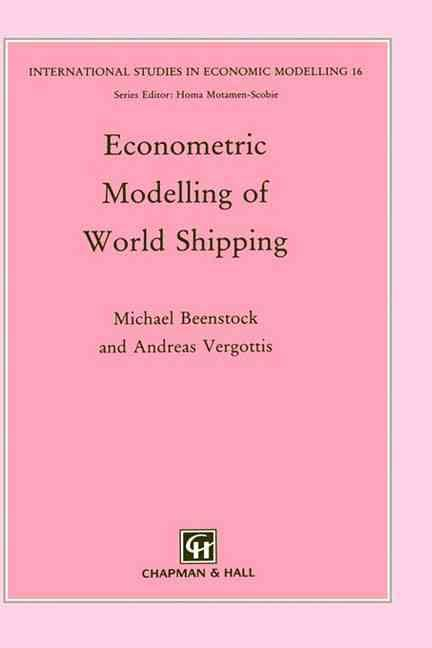 INTERNATIONAL STUDIES IN ECONOMIC MODELLING 16
Series Editor: Homa Motamen-Scobie
Econometric
Modelling of
World Shipping
Michael Beenstock
and Andreas Vergottis
CH
CHAPMAN & HALL